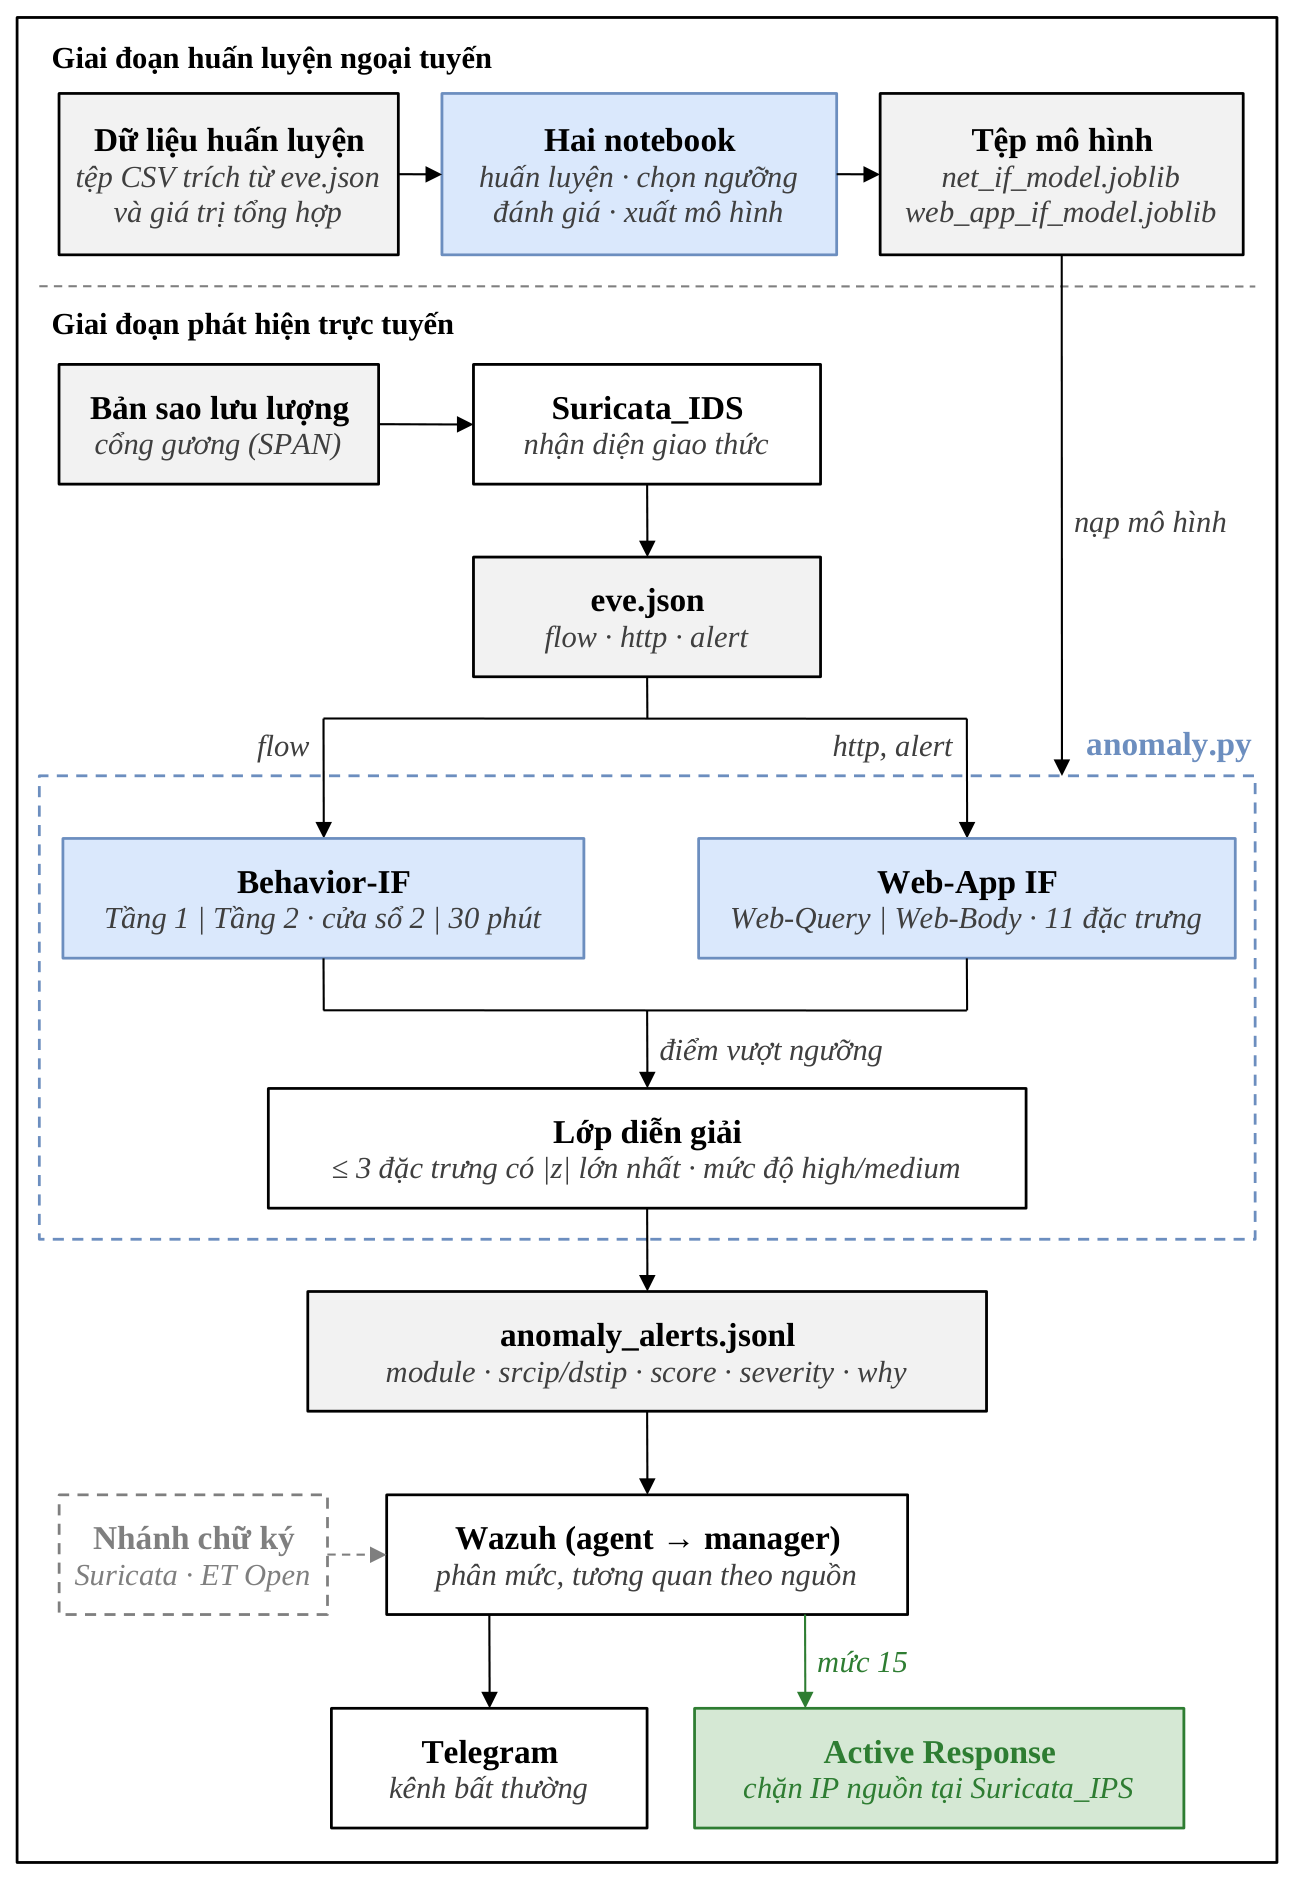 Giai đoạn huấn luyện ngoại tuyến
Dữ liệu huấn luyện
tệp CSV trích từ eve.json
và giá trị tổng hợp
Hai notebook
huấn luyện · chọn ngưỡng
đánh giá · xuất mô hình
Tệp mô hình
net_if_model.joblib
web_app_if_model.joblib
Giai đoạn phát hiện trực tuyến
Bản sao lưu lượng
cổng gương (SPAN)
Suricata_IDS
nhận diện giao thức
nạp mô hình
eve.json
flow · http · alert
flow
http, alert
anomaly.py
Behavior-IF
Tầng 1 | Tầng 2 · cửa sổ 2 | 30 phút
Web-App IF
Web-Query | Web-Body · 11 đặc trưng
điểm vượt ngưỡng
Lớp diễn giải
≤ 3 đặc trưng có |z| lớn nhất · mức độ high/medium
anomaly_alerts.jsonl
module · srcip/dstip · score · severity · why
Nhánh chữ ký
Suricata · ET Open
Wazuh (agent → manager)
phân mức, tương quan theo nguồn
mức 15
Telegram
kênh bất thường
Active Response
chặn IP nguồn tại Suricata_IPS